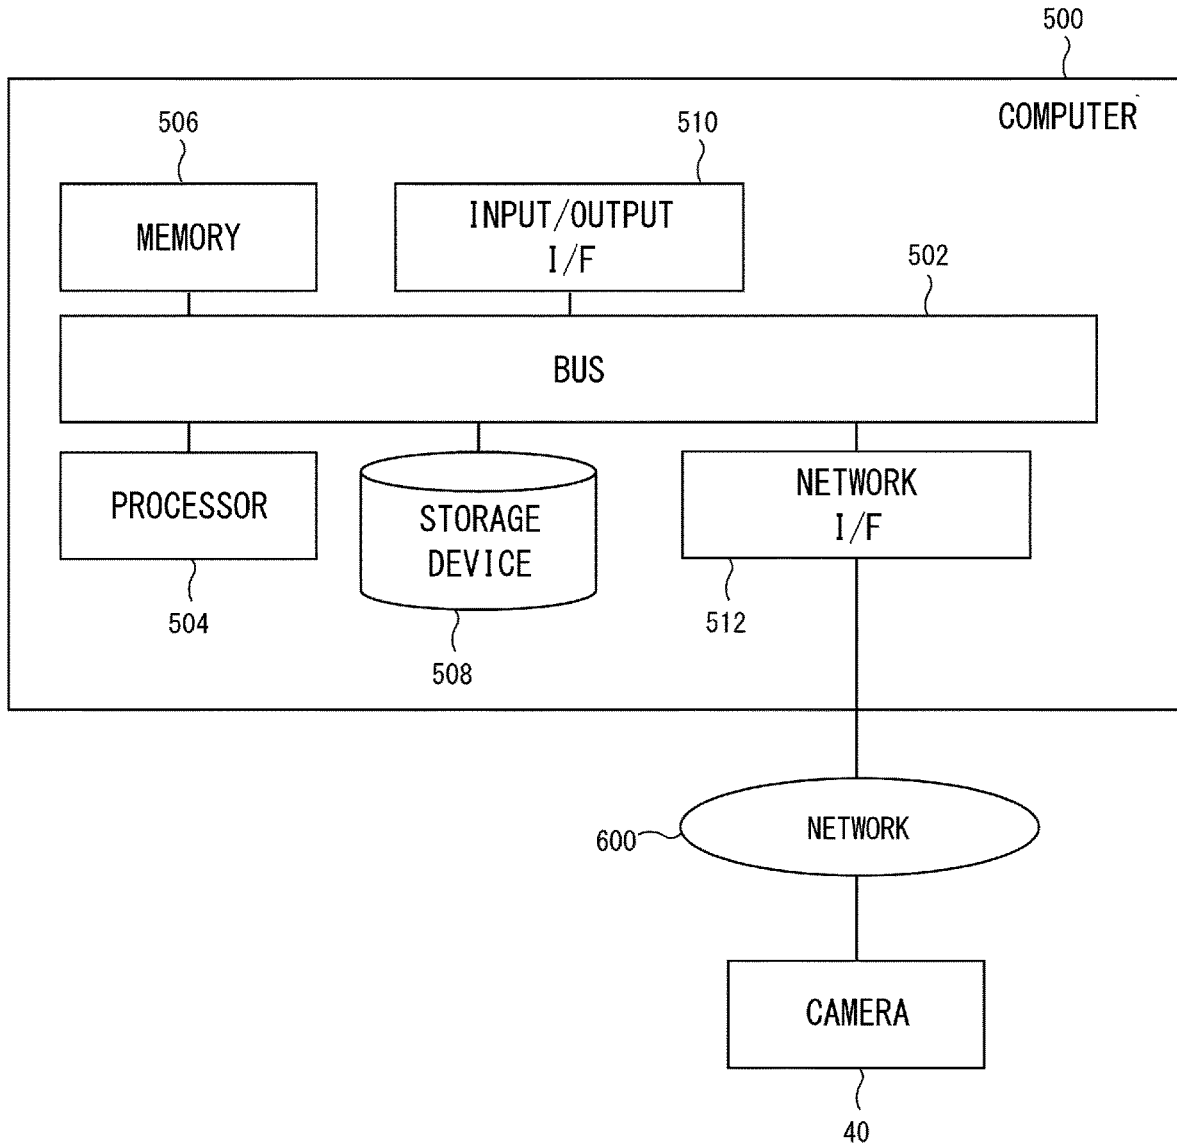 500
COMPUTER
506
510
MEMORY
INPUT/OUTPUT
I/F
502
BUS
PROCESSOR
STORAGE
DEVICE
NETWORK
I/F
504
508
512
600
NETWORK
CAMERA
40